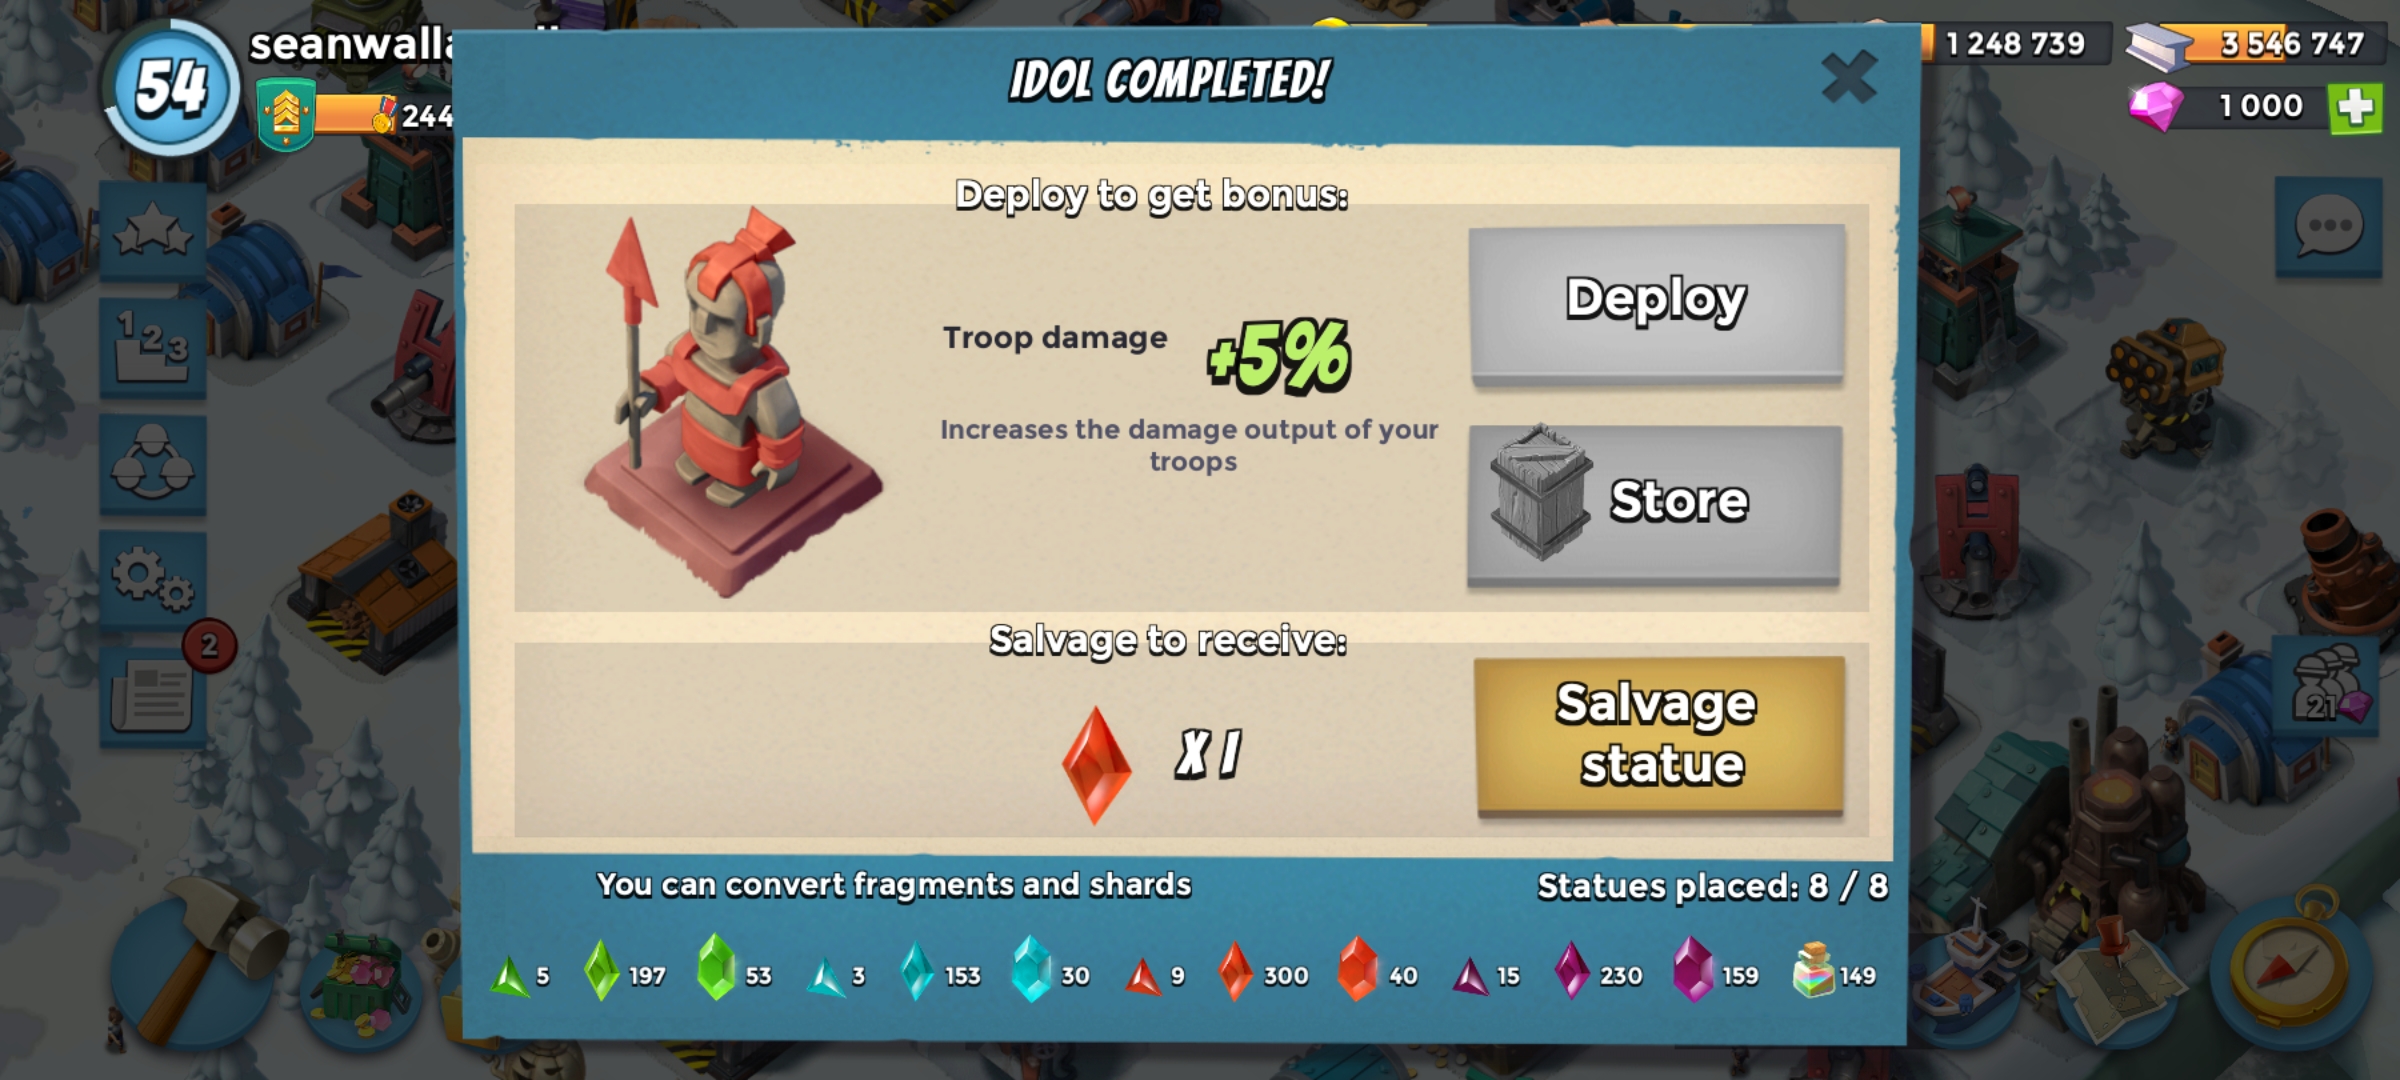 54
244
1 248 739
3 546 747
1 000
IDOL COMPLETED!
Deploy to get bonus:
Troop damage +5%
Increases the damage output of your
troops
Deploy
Store
Salvage to receive:
X 1
Salvage
statue
You can convert fragments and shards
Statues placed: 8 / 8
5 197 53 3 153 30 9 300 40 15 230 159 149
1 2 3
2
21